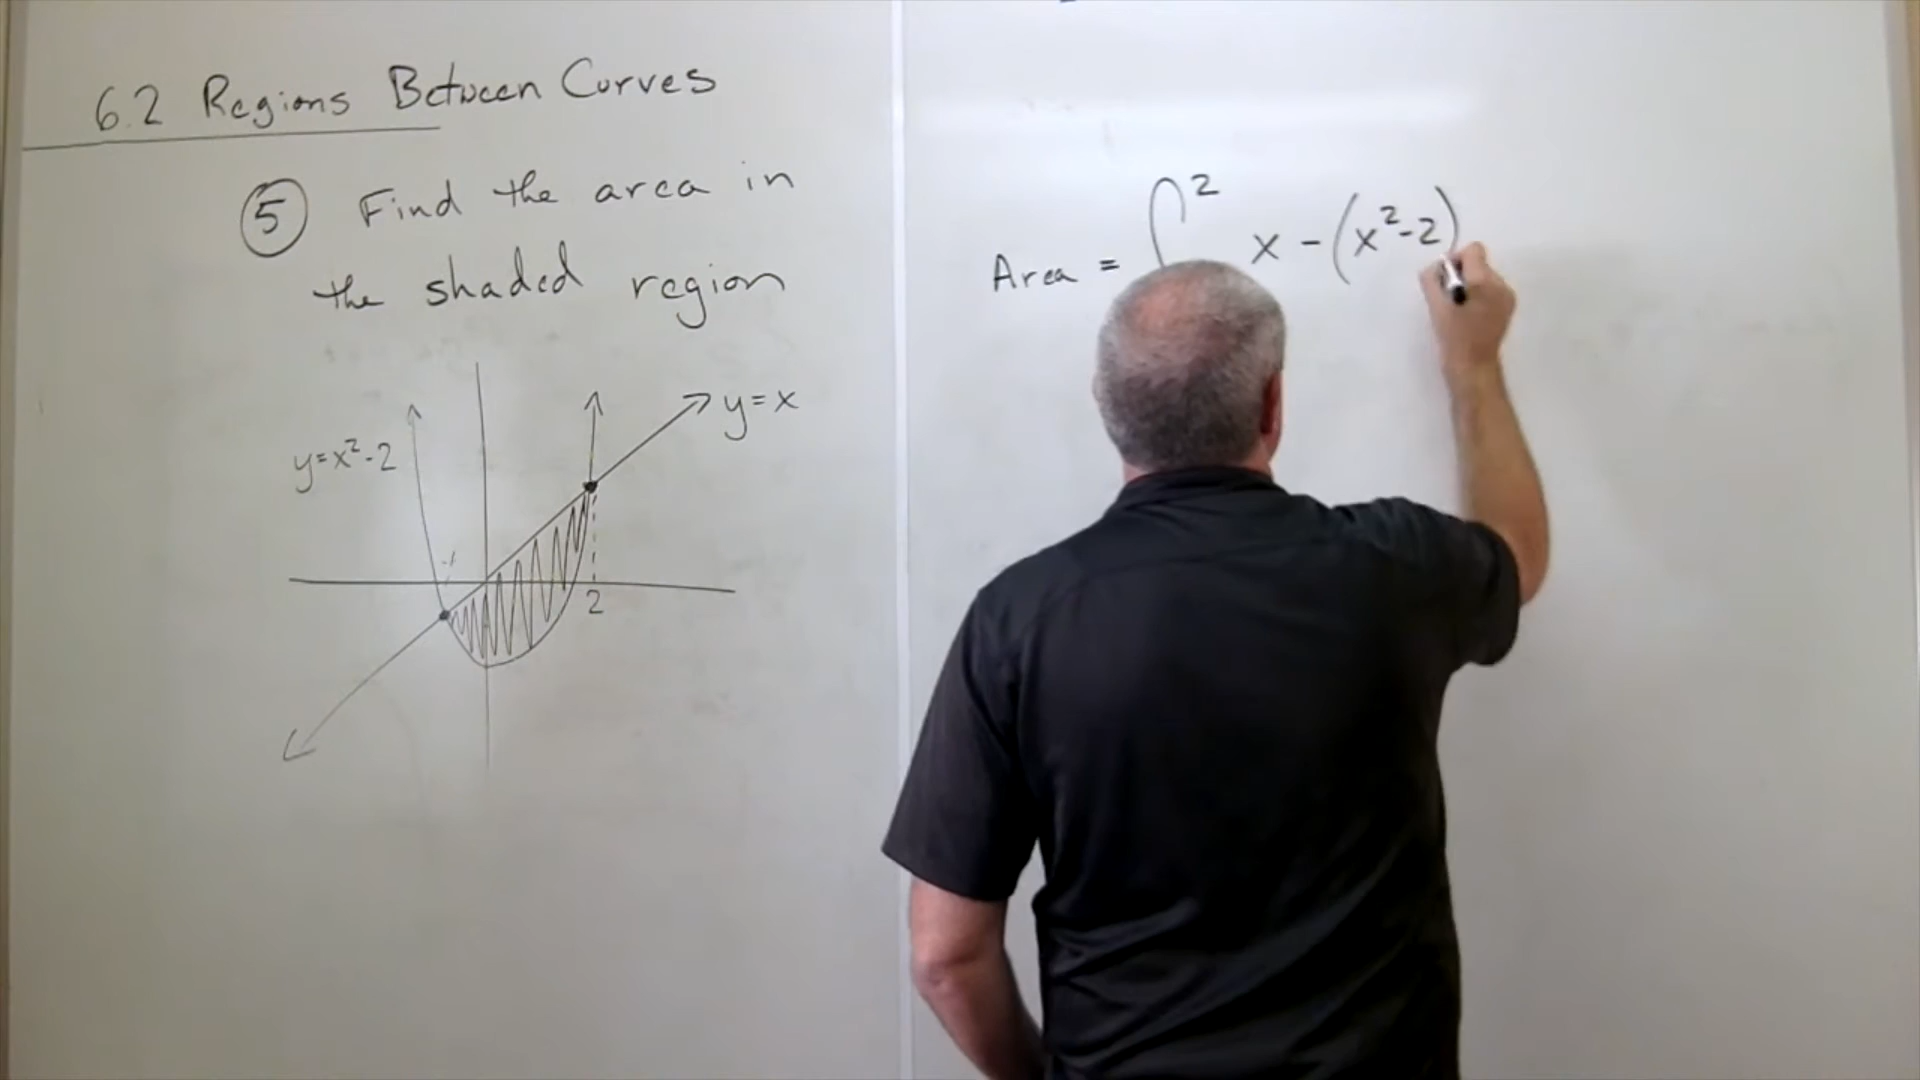 6.2 Regions Between Curves
5 Find the area in
the shaded region
y=x
y=x²-2
-1
2
Area = ∫ 2 x - (x²-2)